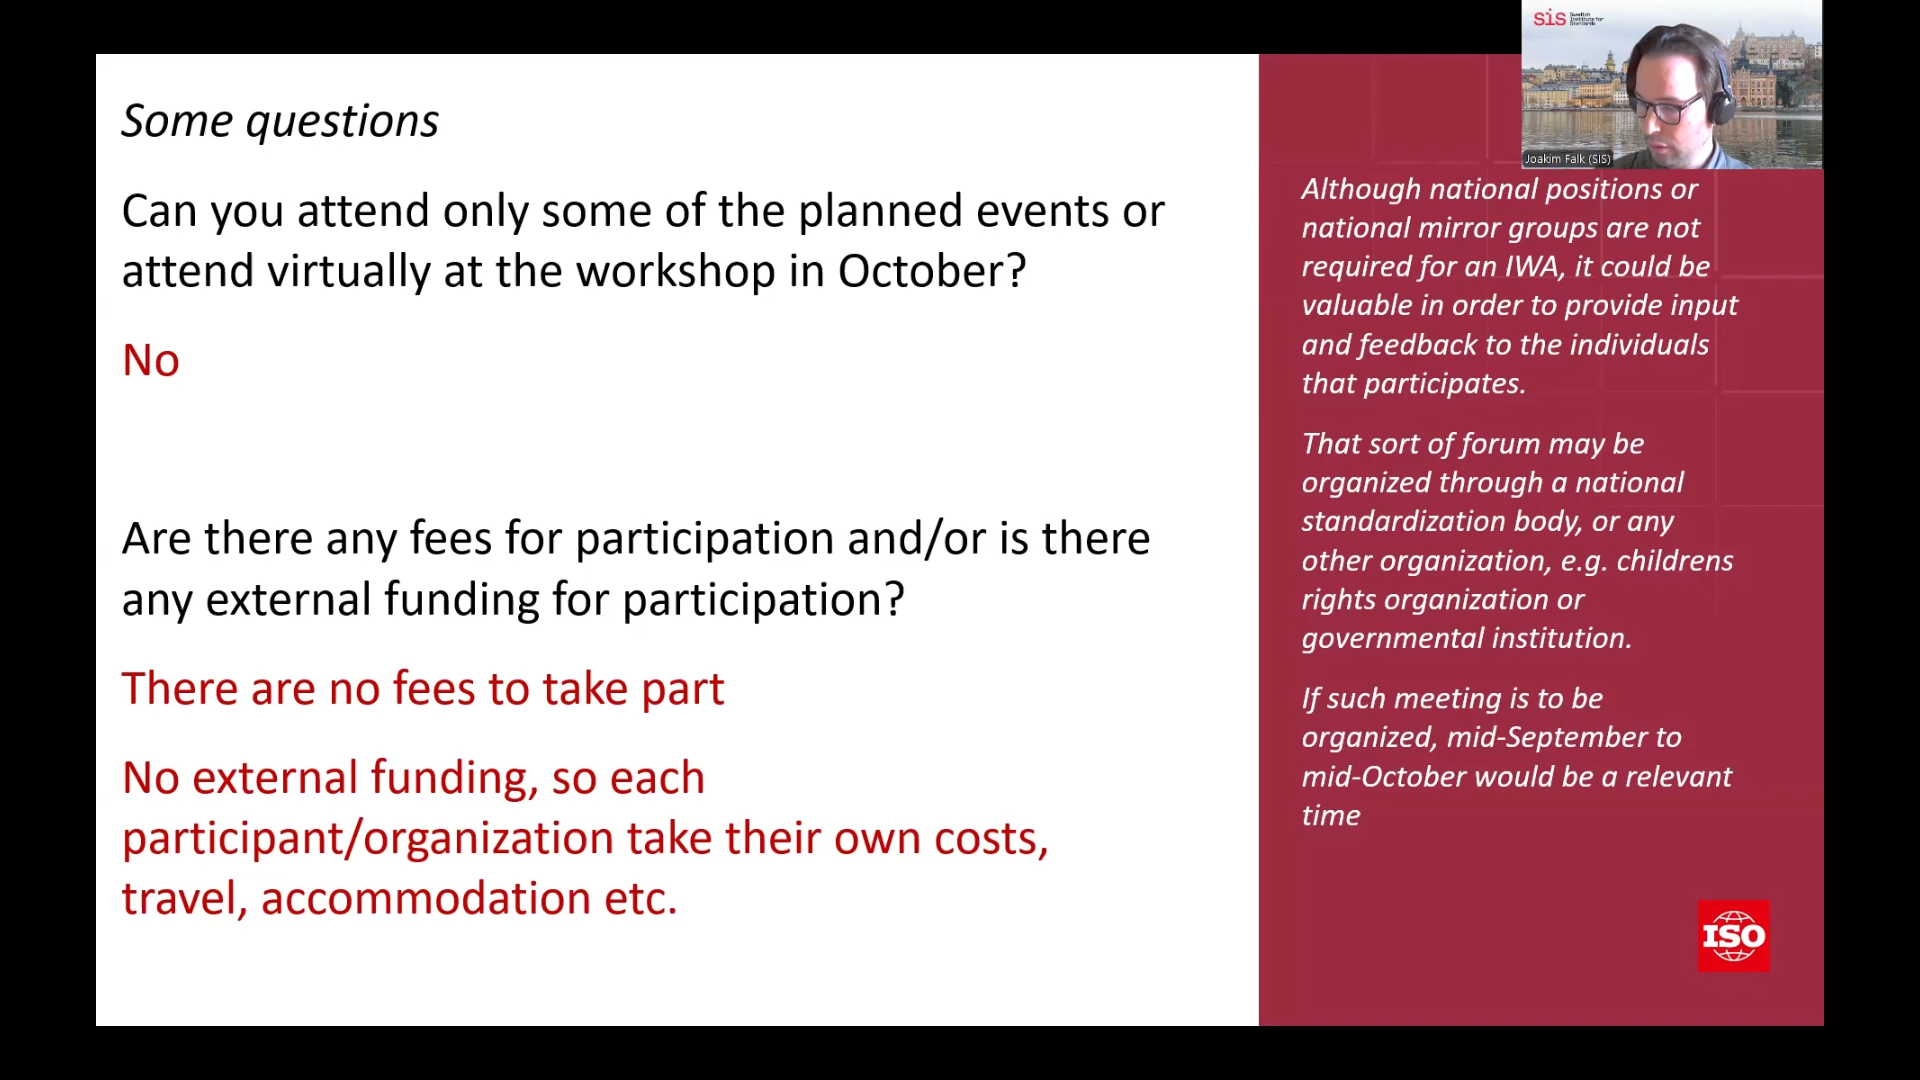 Some questions
Can you attend only some of the planned events or
attend virtually at the workshop in October?
No
Are there any fees for participation and/or is there
any external funding for participation?
There are no fees to take part
No external funding, so each
participant/organization take their own costs,
travel, accommodation etc.
sis Swedish
Institute for
Standards
Joakim Falk (SIS)
Although national positions or
national mirror groups are not
required for an IWA, it could be
valuable in order to provide input
and feedback to the individuals
that participates.
That sort of forum may be
organized through a national
standardization body, or any
other organization, e.g. childrens
rights organization or
governmental institution.
If such meeting is to be
organized, mid-September to
mid-October would be a relevant
time
ISO